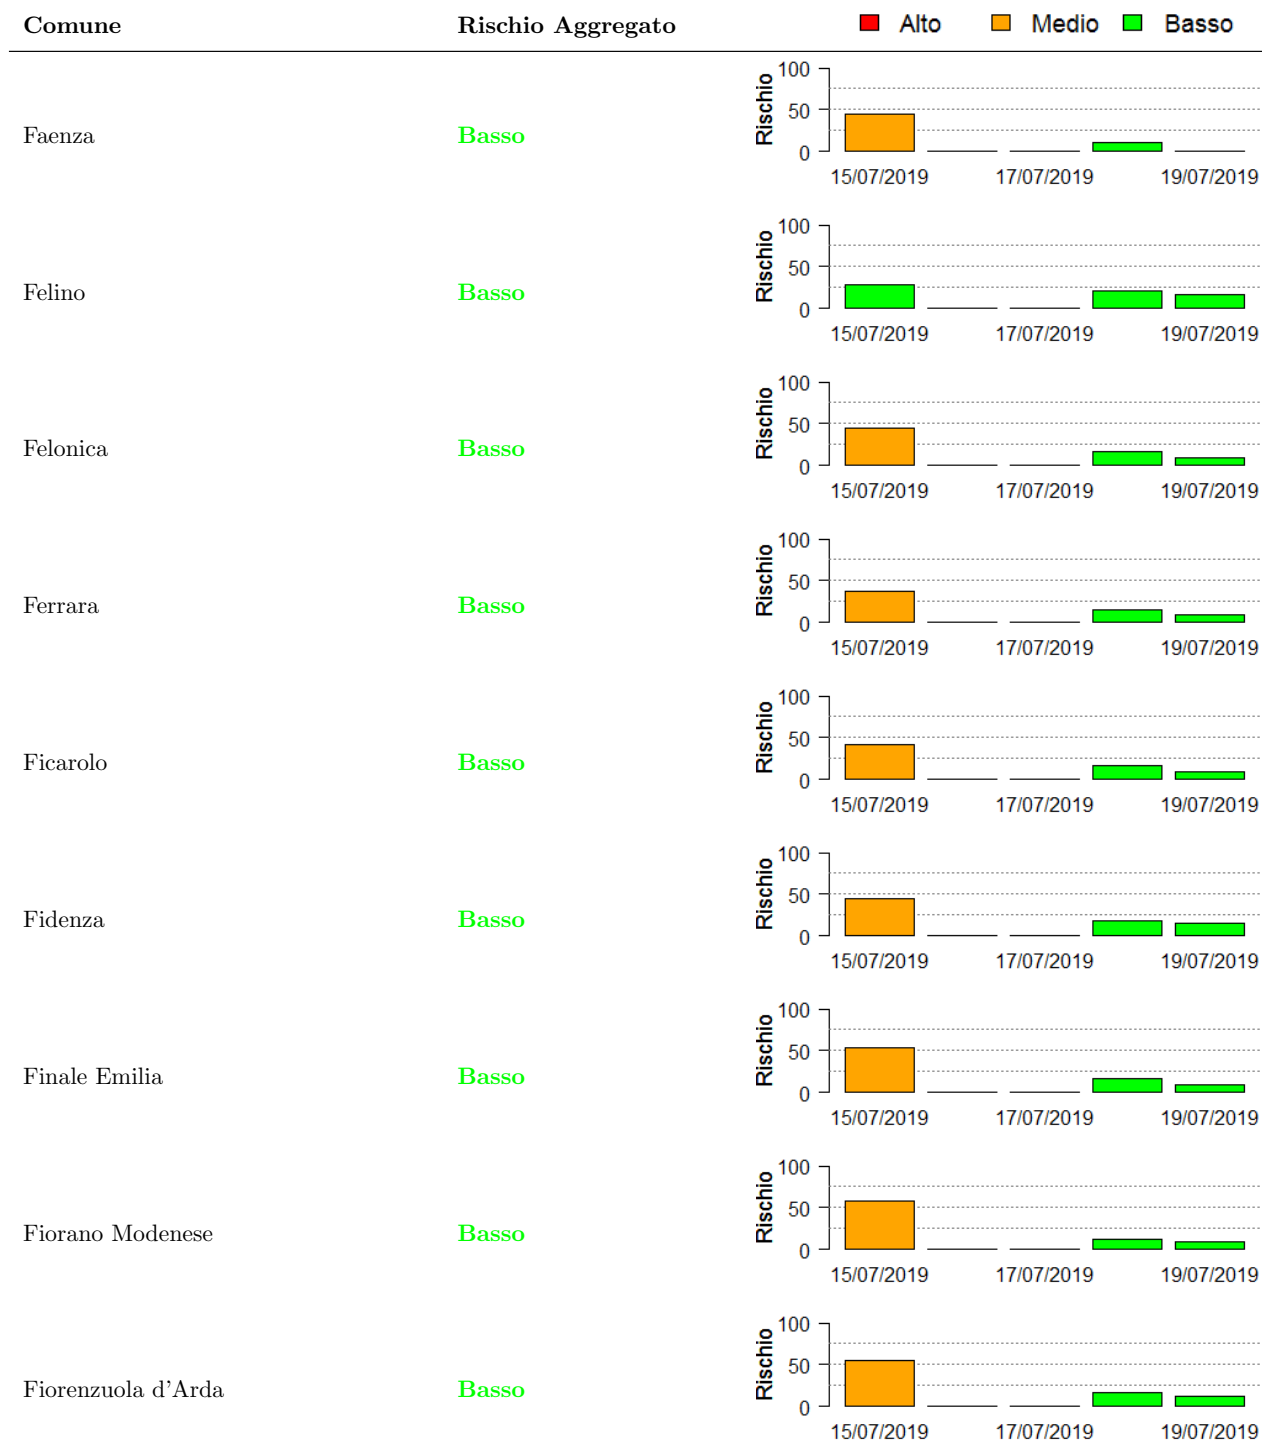 Comune Rischio Aggregato Alto Medio Basso
Faenza Basso Rischio 100 50 0 15/07/2019 17/07/2019 19/07/2019
Felino Basso Rischio 100 50 0 15/07/2019 17/07/2019 19/07/2019
Felonica Basso Rischio 100 50 0 15/07/2019 17/07/2019 19/07/2019
Ferrara Basso Rischio 100 50 0 15/07/2019 17/07/2019 19/07/2019
Ficarolo Basso Rischio 100 50 0 15/07/2019 17/07/2019 19/07/2019
Fidenza Basso Rischio 100 50 0 15/07/2019 17/07/2019 19/07/2019
Finale Emilia Basso Rischio 100 50 0 15/07/2019 17/07/2019 19/07/2019
Fiorano Modenese Basso Rischio 100 50 0 15/07/2019 17/07/2019 19/07/2019
Fiorenzuola d'Arda Basso Rischio 100 50 0 15/07/2019 17/07/2019 19/07/2019